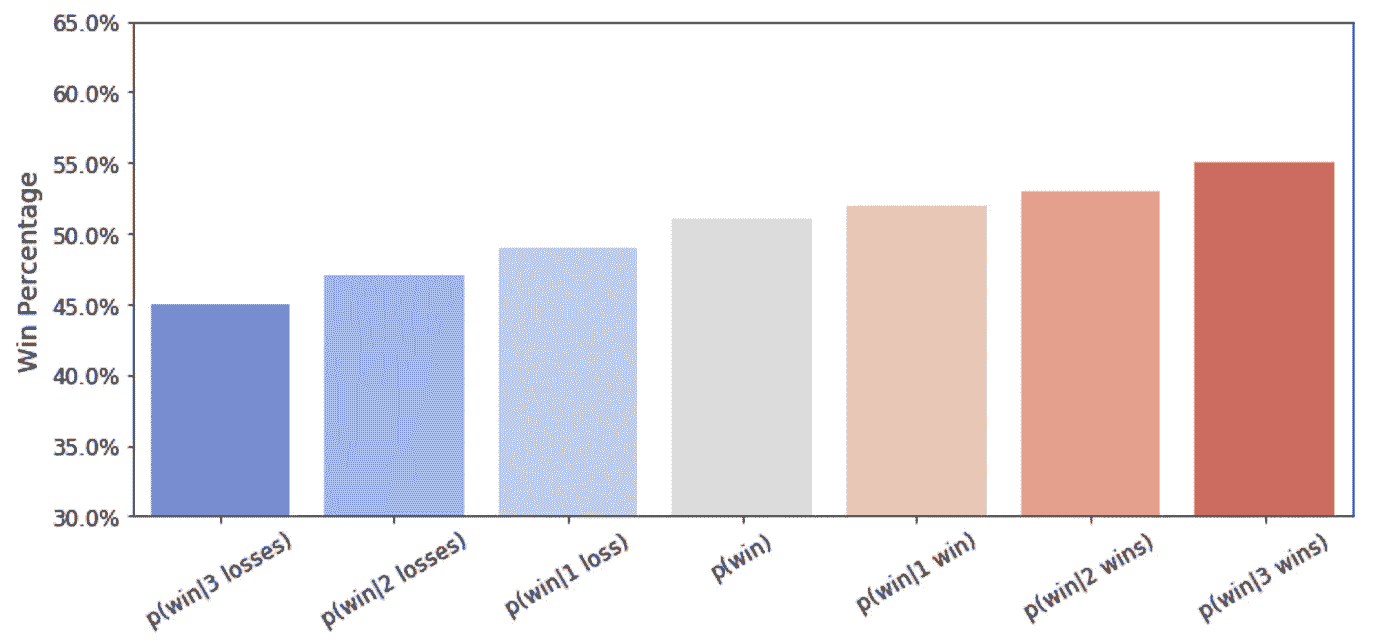 65.0%
60.0%
55.0%
50.0%
45.0%
40.0%
35.0%
30.0%
Win Percentage
p(win|3 losses)
p(win|2 losses)
p(win|1 loss)
p(win)
p(win|1 win)
p(win|2 wins)
p(win|3 wins)